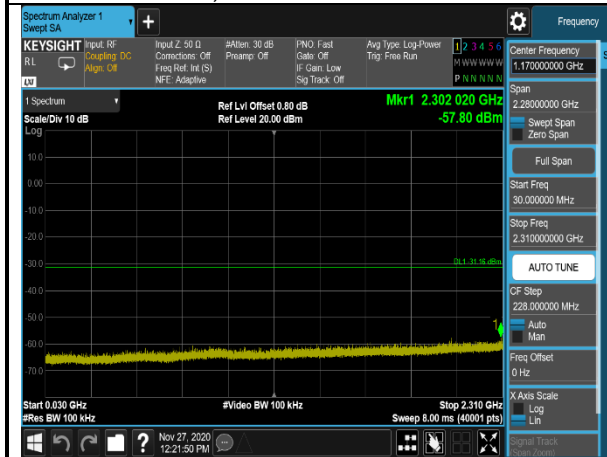 Spectrum Analyzer 1
Swept SA
+
Frequency
KEYSIGHT
RL
LXI
Input: RF
Coupling: DC
Align: Off
Input Z: 50 Ω
Corrections: Off
Freq Ref: Int (S)
NFE: Adaptive
#Atten: 30 dB
Preamp: Off
PNO: Fast
Gate: Off
IF Gain: Low
Sig Track: Off
Avg Type: Log-Power
Trig: Free Run
1 2 3 4 5 6
M W W W W W
P N N N N N
1 Spectrum
Scale/Div 10 dB
Log
Ref Lvl Offset 0.80 dB
Ref Level 20.00 dBm
Mkr1 2.302 020 GHz
-57.80 dBm
10.0
0.00
-10.0
-20.0
-30.0
-40.0
-50.0
-60.0
-70.0
DL1 -31.16 dBm
1
Start 0.030 GHz
#Res BW 100 kHz
#Video BW 100 kHz
Stop 2.310 GHz
Sweep 8.00 ms (40001 pts)
Nov 27, 2020
12:21:50 PM
Center Frequency
1.170000000 GHz
Span
2.28000000 GHz
Swept Span
Zero Span
Full Span
Start Freq
30.000000 MHz
Stop Freq
2.310000000 GHz
AUTO TUNE
CF Step
228.000000 MHz
Auto
Man
Freq Offset
0 Hz
X Axis Scale
Log
Lin
Signal Track
(Span Zoom)